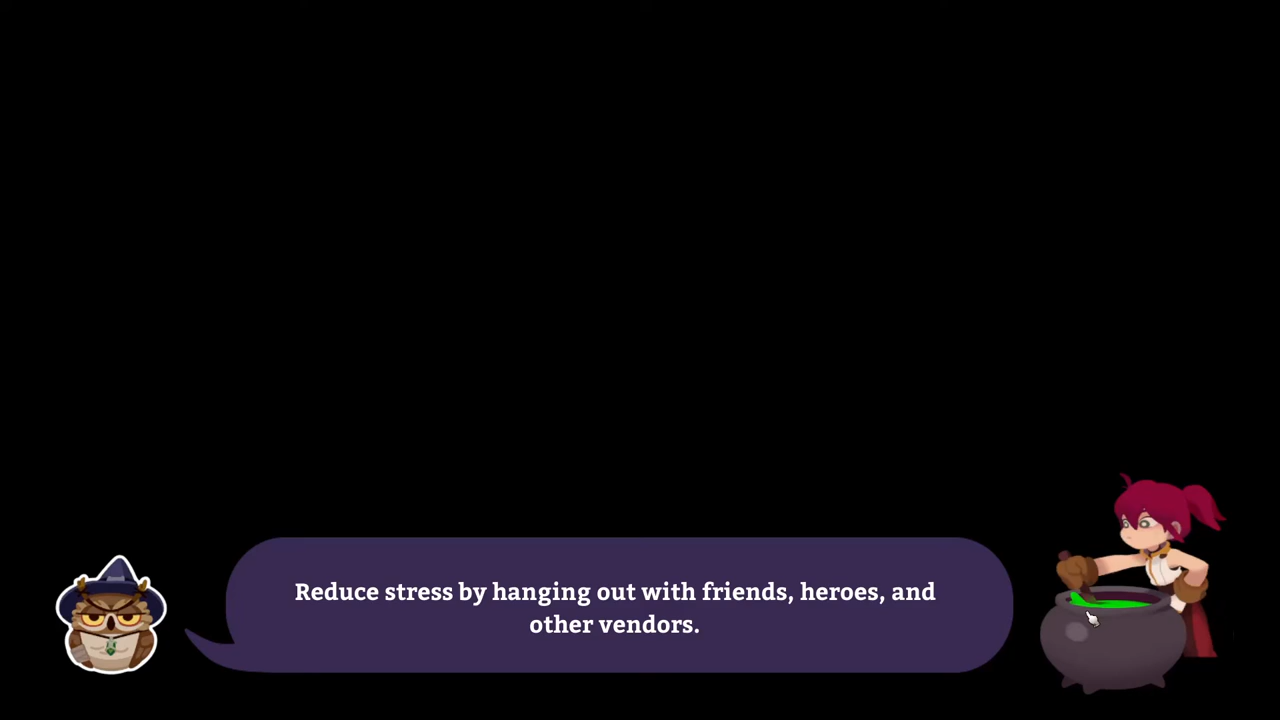 Reduce stress by hanging out with friends, heroes, and
other vendors.